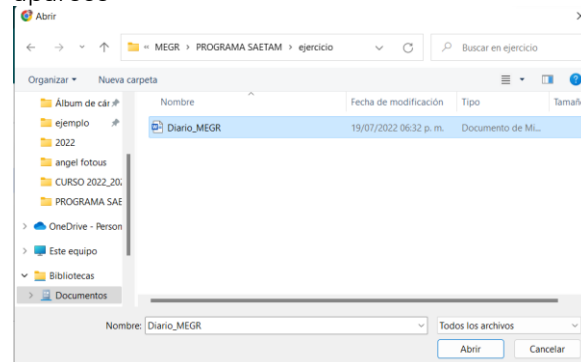 Abrir
« MEGR > PROGRAMA SAETAM > ejercicio
Buscar en ejercicio
Organizar
Nueva carpeta
Nombre
Fecha de modificación
Tipo
Tamañ
Álbum de cár
ejemplo
2022
angel fotous
CURSO 2022_202
PROGRAMA SAE
OneDrive - Person
Este equipo
Bibliotecas
Documentos
Diario_MEGR
19/07/2022 06:32 p. m.
Documento de Mi...
Nombre: Diario_MEGR
Todos los archivos
Abrir
Cancelar